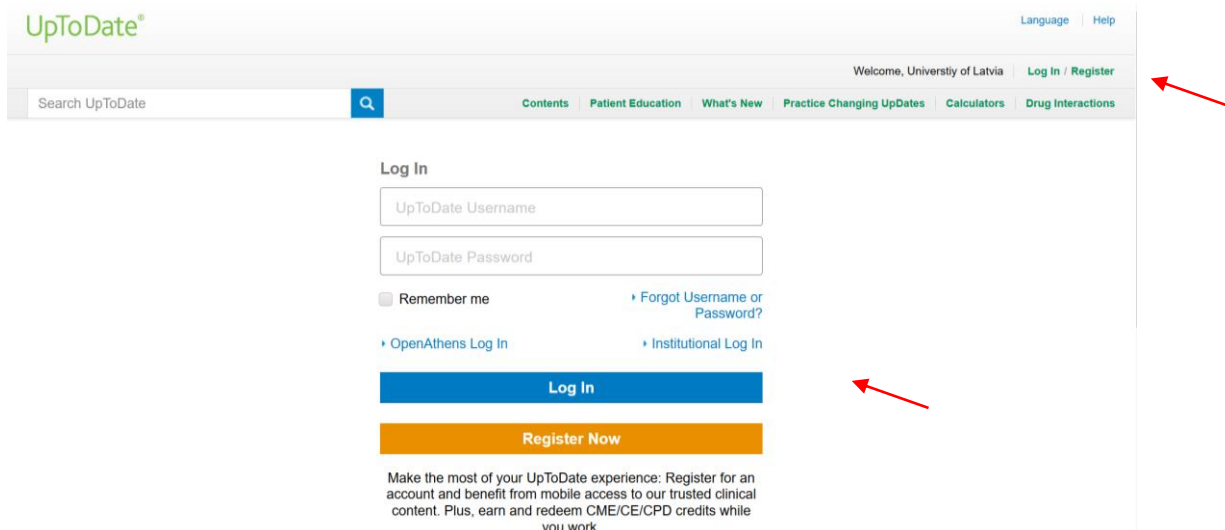 UpToDate®
Language Help
Welcome, Universtiy of Latvia Log In / Register
Search UpToDate
Contents Patient Education What's New Practice Changing UpDates Calculators Drug Interactions
Log In
UpToDate Username
UpToDate Password
Remember me
Forgot Username or
Password?
OpenAthens Log In Institutional Log In
Log In
Register Now
Make the most of your UpToDate experience: Register for an
account and benefit from mobile access to our trusted clinical
content. Plus, earn and redeem CME/CE/CPD credits while
you work